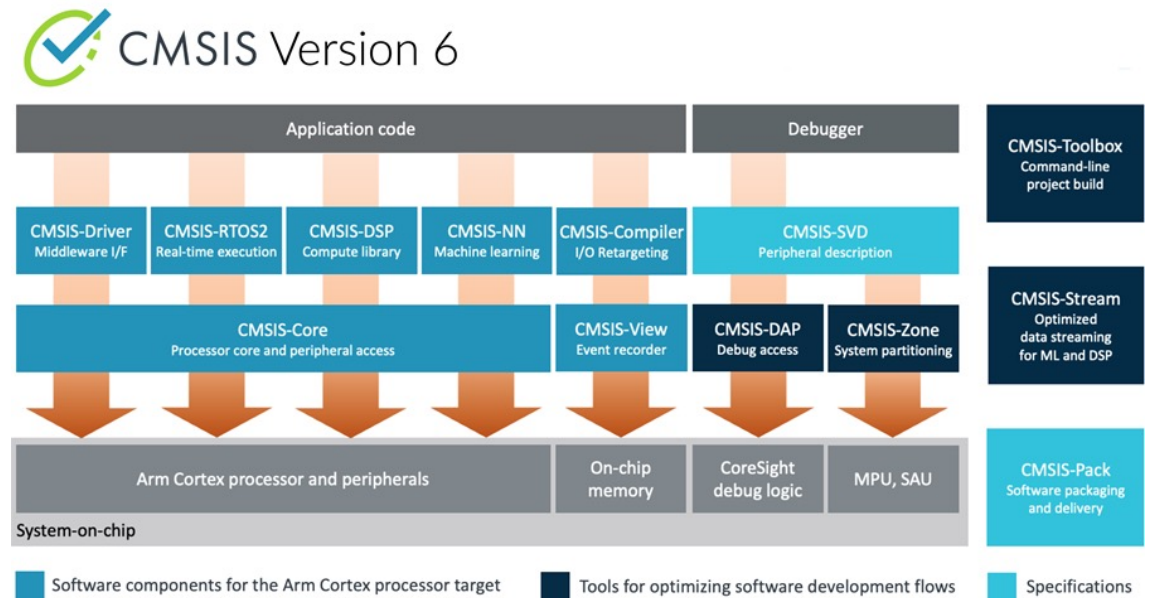 CMSIS Version 6
Application code
Debugger
CMSIS-Toolbox
Command-line
project build
CMSIS-Driver
Middleware I/F
CMSIS-RTOS2
Real-time execution
CMSIS-DSP
Compute library
CMSIS-NN
Machine learning
CMSIS-Compiler
I/O Retargeting
CMSIS-SVD
Peripheral description
CMSIS-Stream
Optimized
data streaming
for ML and DSP
CMSIS-Core
Processor core and peripheral access
CMSIS-View
Event recorder
CMSIS-DAP
Debug access
CMSIS-Zone
System partitioning
Arm Cortex processor and peripherals
On-chip
memory
CoreSight
debug logic
MPU, SAU
CMSIS-Pack
Software packaging
and delivery
System-on-chip
Software components for the Arm Cortex processor target
Tools for optimizing software development flows
Specifications